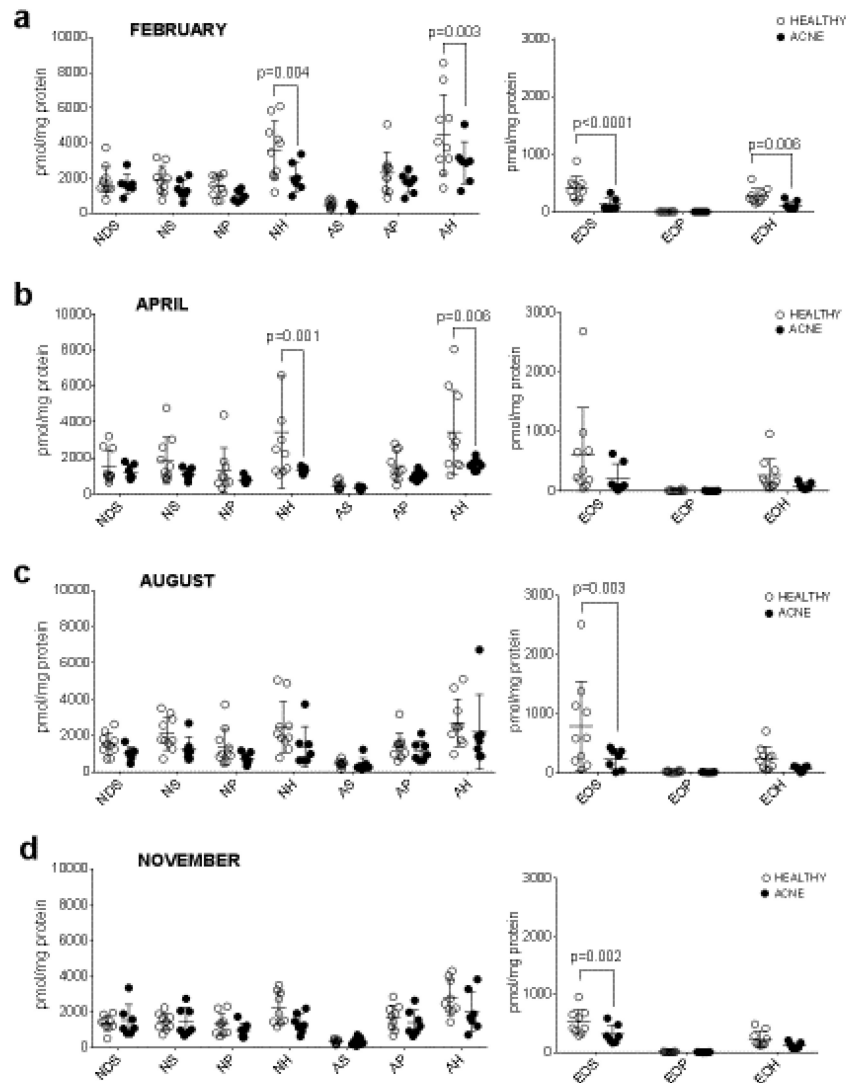 a
FEBRUARY
pmol/mg protein
10000
8000
6000
4000
2000
0
p=0.004
p=0.003
NDS NS NP NH AS AP AH
pmol/mg protein
3000
2000
1000
0
HEALTHY
ACNE
p<0.0001
p=0.006
EOS EOP EOH
b
APRIL
pmol/mg protein
10000
8000
6000
4000
2000
0
p=0.001
p=0.006
NDS NS NP NH AS AP AH
pmol/mg protein
3000
2000
1000
0
HEALTHY
ACNE
EOS EOP EOH
c
AUGUST
pmol/mg protein
10000
8000
6000
4000
2000
0
NDS NS NP NH AS AP AH
pmol/mg protein
3000
2000
1000
0
p=0.003
HEALTHY
ACNE
EOS EOP EOH
d
NOVEMBER
pmol/mg protein
10000
8000
6000
4000
2000
0
NDS NS NP NH AS AP AH
pmol/mg protein
3000
2000
1000
0
p=0.002
HEALTHY
ACNE
EOS EOP EOH